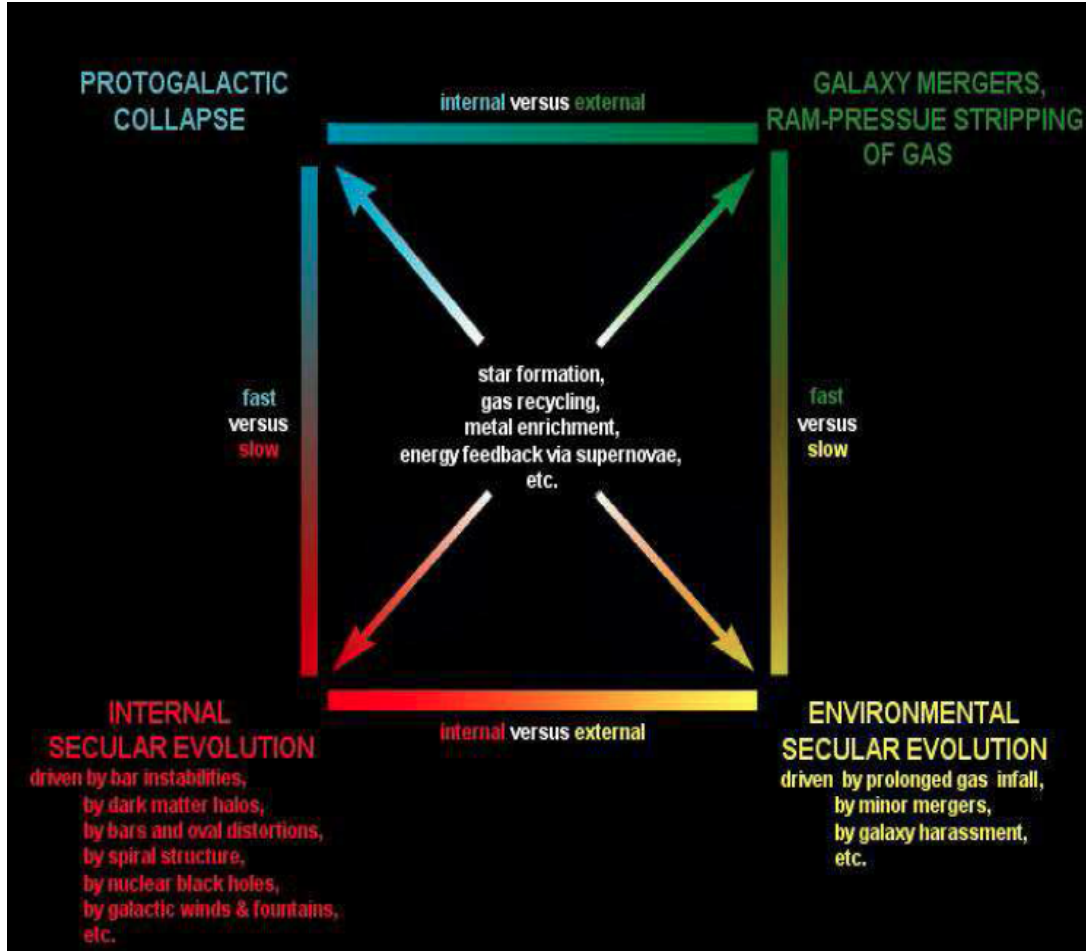 PROTOGALACTIC
COLLAPSE
internal versus external
GALAXY MERGERS,
RAM-PRESSUE STRIPPING
OF GAS
fast
versus
slow
star formation,
gas recycling,
metal enrichment,
energy feedback via supernovae,
etc.
fast
versus
slow
INTERNAL
SECULAR EVOLUTION
driven by bar instabilities,
by dark matter halos,
by bars and oval distortions,
by spiral structure,
by nuclear black holes,
by galactic winds & fountains,
etc.
internal versus external
ENVIRONMENTAL
SECULAR EVOLUTION
driven by prolonged gas infall,
by minor mergers,
by galaxy harassment,
etc.